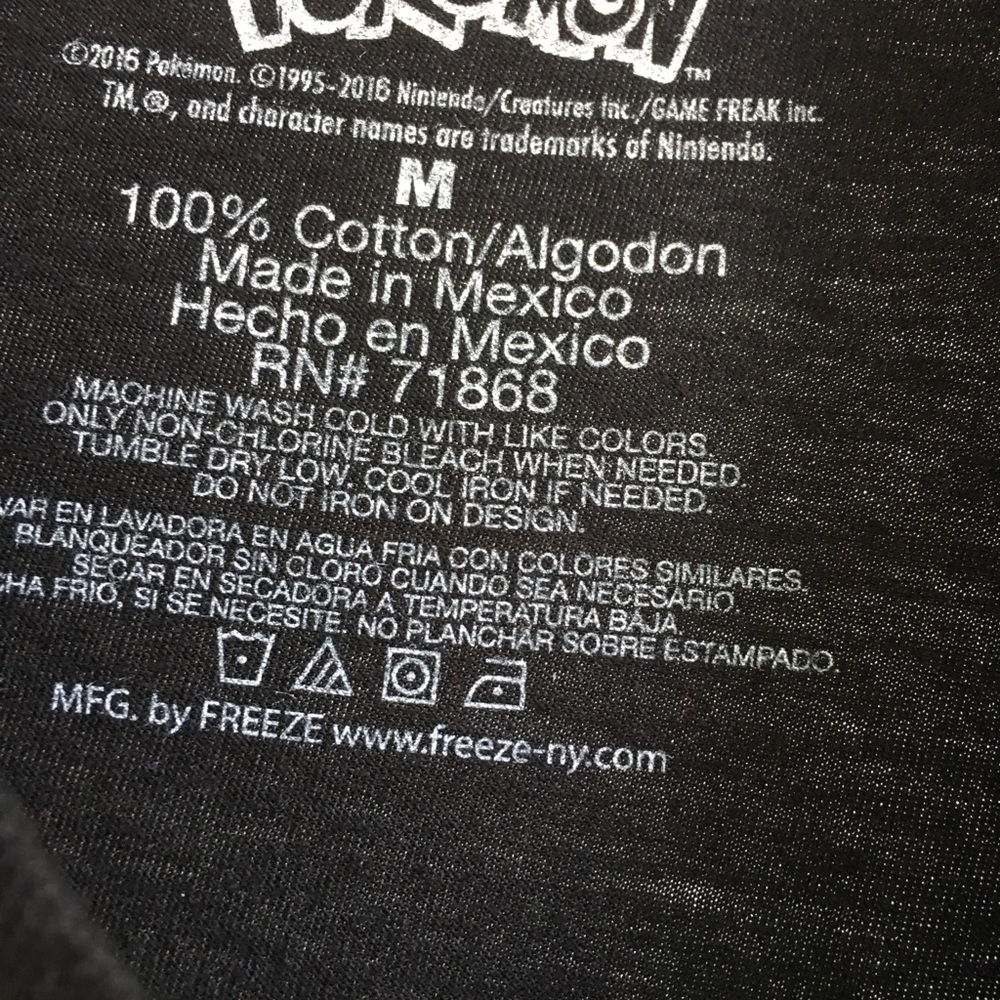 POKéMON™
©2016 Pokémon. ©1995-2016 Nintendo/Creatures inc./GAME FREAK inc.
TM, ®, and character names are trademarks of Nintendo.
M
100% Cotton/Algodon
Made in Mexico
Hecho en Mexico
RN# 71868
MACHINE WASH COLD WITH LIKE COLORS.
ONLY NON-CHLORINE BLEACH WHEN NEEDED.
TUMBLE DRY LOW. COOL IRON IF NEEDED.
DO NOT IRON ON DESIGN.
VAR EN LAVADORA EN AGUA FRIA CON COLORES SIMILARES.
BLANQUEADOR SIN CLORO CUANDO SEA NECESARIO.
SECAR EN SECADORA A TEMPERATURA BAJA.
CHA FRIO, SI SE NECESITE. NO PLANCHAR SOBRE ESTAMPADO.
MFG. by FREEZE www.freeze-ny.com